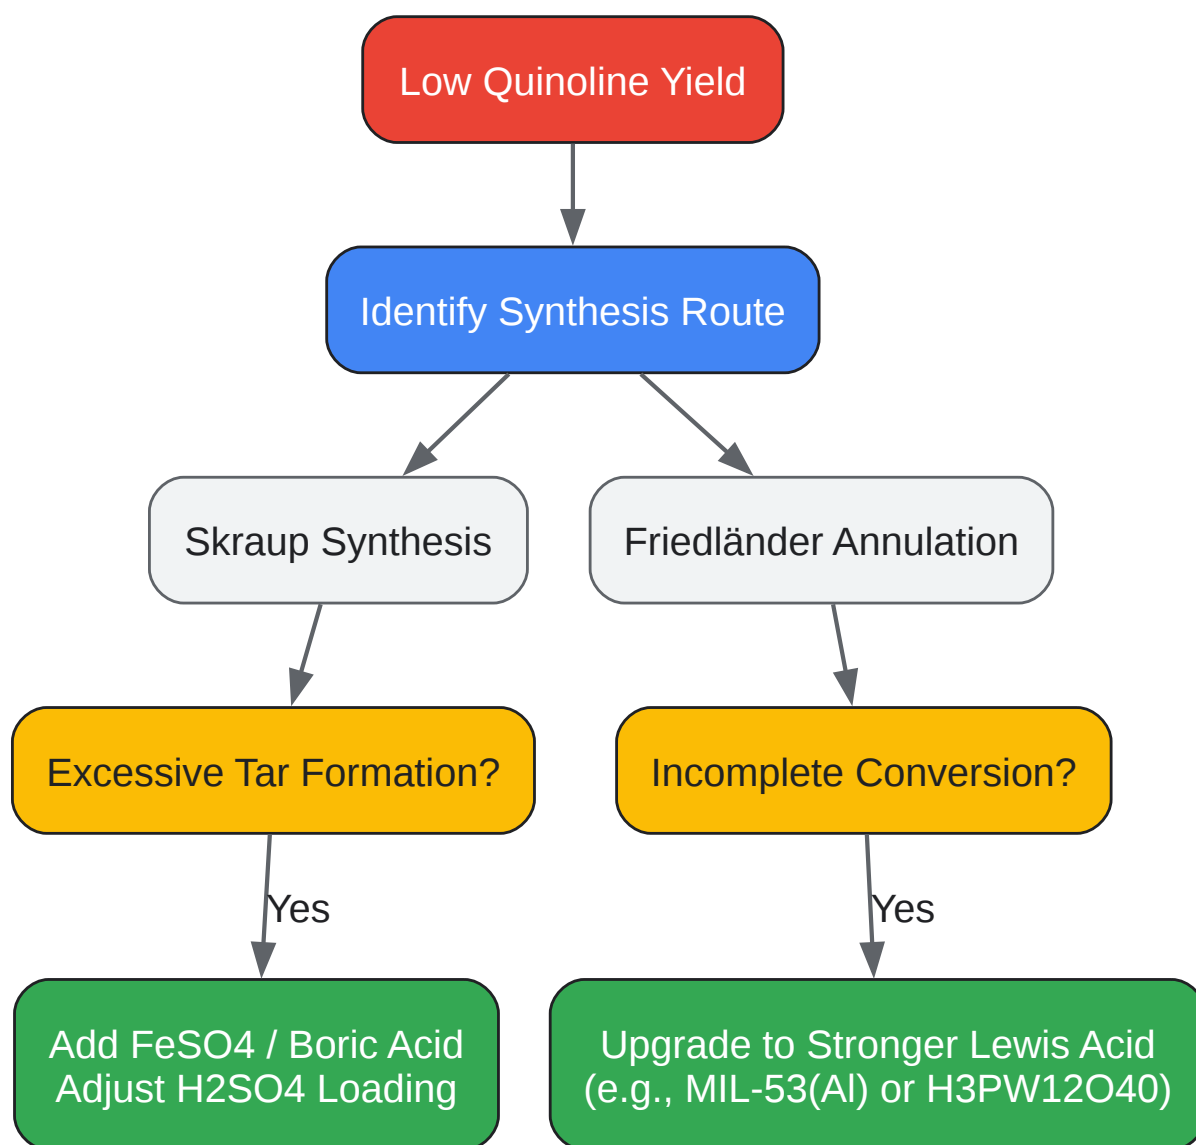 Low Quinoline Yield
Identify Synthesis Route
Skraup Synthesis
Friedländer Annulation
Excessive Tar Formation?
Incomplete Conversion?
Yes
Yes
Add FeSO4 / Boric Acid
Adjust H2SO4 Loading
Upgrade to Stronger Lewis Acid
(e.g., MIL-53(Al) or H3PW12O40)